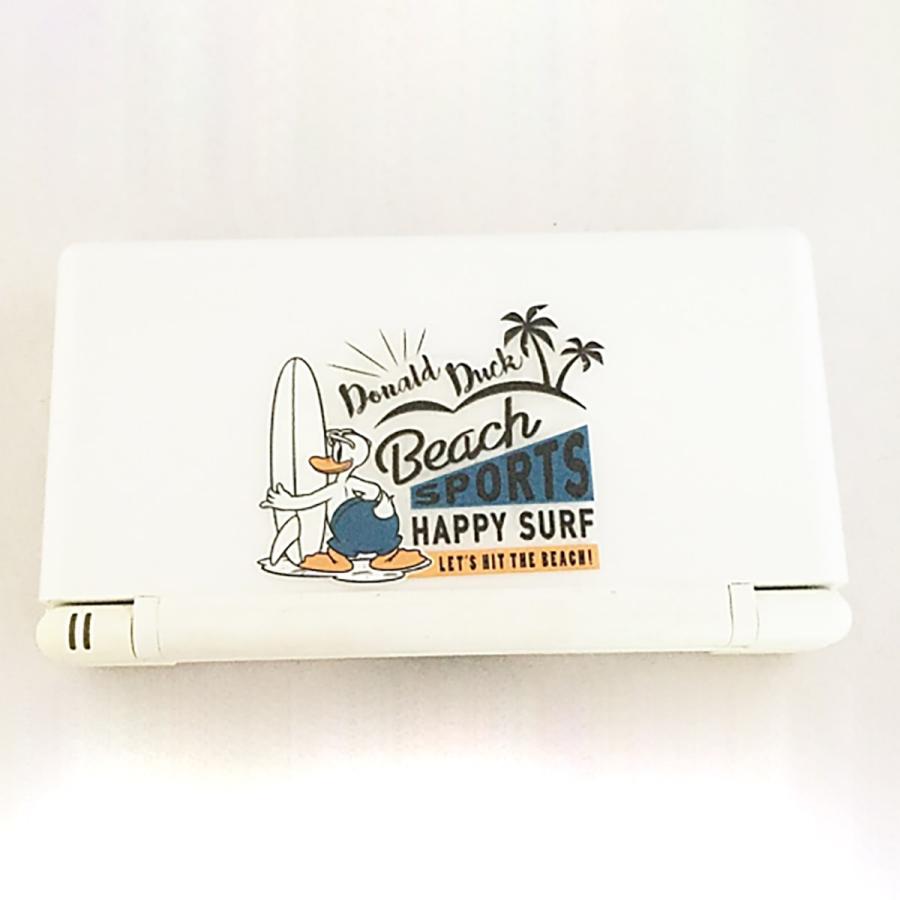 Donald Duck
Beach
SPORTS
HAPPY SURF
LET'S HIT THE BEACH!